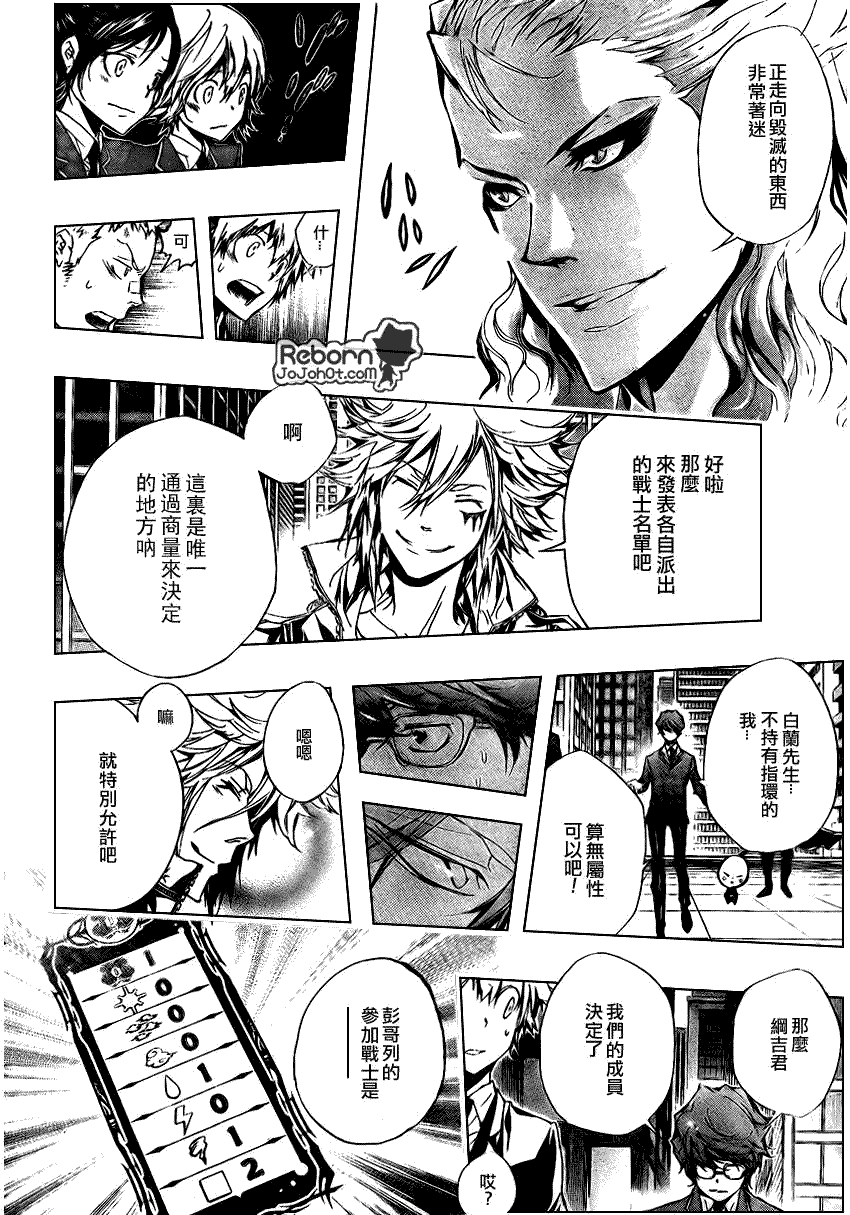 正走向毀滅的東西
非常著迷
什…
可
Reborn
JoJoHOt.coM
好啦
那麼
來發表各自派出
的戰士名單吧
啊
這裏是唯一
通過商量來決定
的地方吶
白蘭先生…
不持有指環的
我…
算無屬性
可以吧！
嗯嗯
嘛
就特別允許吧
那麼
綱吉君
我們的成員
決定了
哎？
彭哥列的
參加戰士是
——
1
0
0
0
1
0
1
2